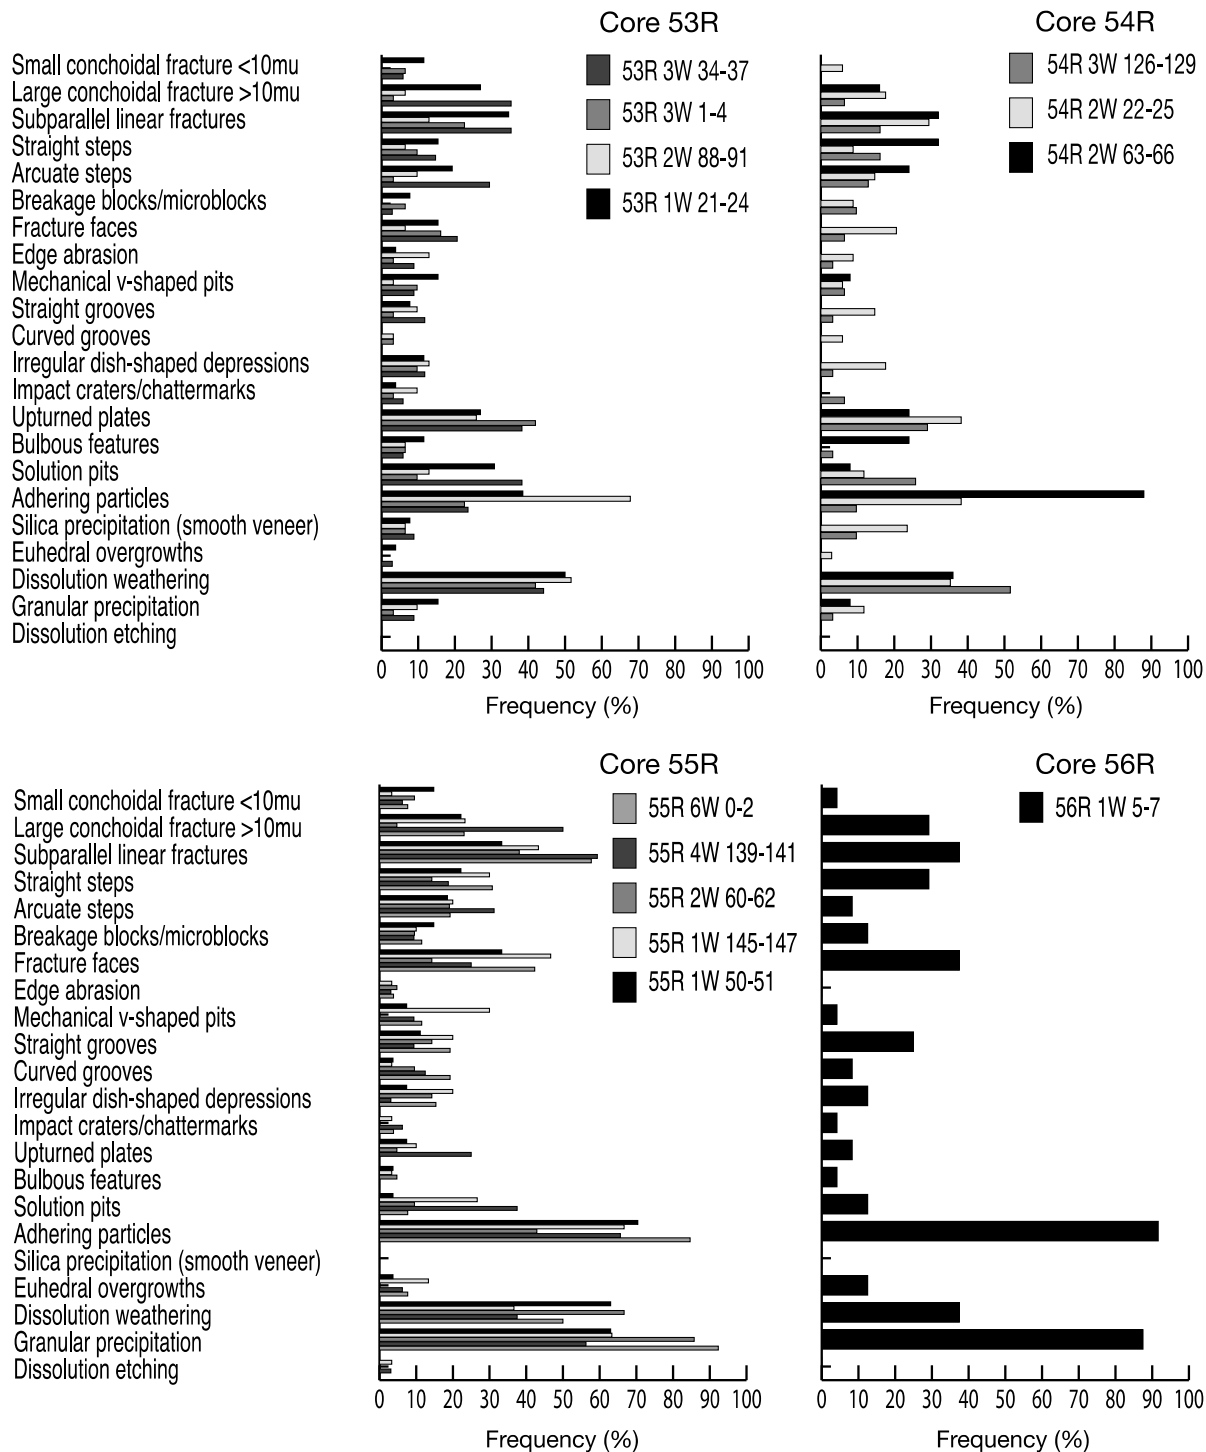 Core 53R
Core 54R
Small conchoidal fracture <10mu
Large conchoidal fracture >10mu
Subparallel linear fractures
Straight steps
Arcuate steps
Breakage blocks/microblocks
Fracture faces
Edge abrasion
Mechanical v-shaped pits
Straight grooves
Curved grooves
Irregular dish-shaped depressions
Impact craters/chattermarks
Upturned plates
Bulbous features
Solution pits
Adhering particles
Silica precipitation (smooth veneer)
Euhedral overgrowths
Dissolution weathering
Granular precipitation
Dissolution etching
53R 3W 34-37
53R 3W 1-4
53R 2W 88-91
53R 1W 21-24
0 10 20 30 40 50 60 70 80 90 100
Frequency (%)
54R 3W 126-129
54R 2W 22-25
54R 2W 63-66
0 10 20 30 40 50 60 70 80 90 100
Frequency (%)
Core 55R
Core 56R
Small conchoidal fracture <10mu
Large conchoidal fracture >10mu
Subparallel linear fractures
Straight steps
Arcuate steps
Breakage blocks/microblocks
Fracture faces
Edge abrasion
Mechanical v-shaped pits
Straight grooves
Curved grooves
Irregular dish-shaped depressions
Impact craters/chattermarks
Upturned plates
Bulbous features
Solution pits
Adhering particles
Silica precipitation (smooth veneer)
Euhedral overgrowths
Dissolution weathering
Granular precipitation
Dissolution etching
55R 6W 0-2
55R 4W 139-141
55R 2W 60-62
55R 1W 145-147
55R 1W 50-51
0 10 20 30 40 50 60 70 80 90 100
Frequency (%)
56R 1W 5-7
0 10 20 30 40 50 60 70 80 90 100
Frequency (%)